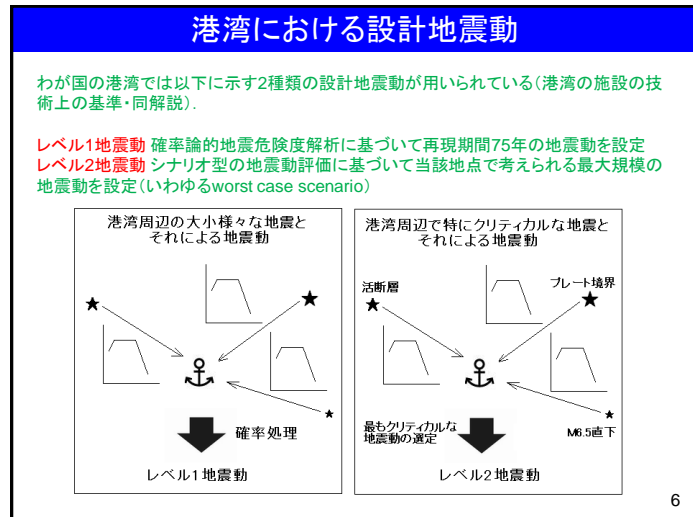 港湾における設計地震動
わが国の港湾では以下に示す2種類の設計地震動が用いられている(港湾の施設の技
術上の基準・同解説).
レベル1地震動 確率論的地震危険度解析に基づいて再現期間75年の地震動を設定
レベル2地震動 シナリオ型の地震動評価に基づいて当該地点で考えられる最大規模の
地震動を設定(いわゆるworst case scenario)
港湾周辺の大小様々な地震と
それによる地震動
確率処理
レベル1地震動
港湾周辺で特にクリティカルな地震と
それによる地震動
活断層
プレート境界
最もクリティカルな
地震動の選定
M6.5直下
レベル2地震動
6